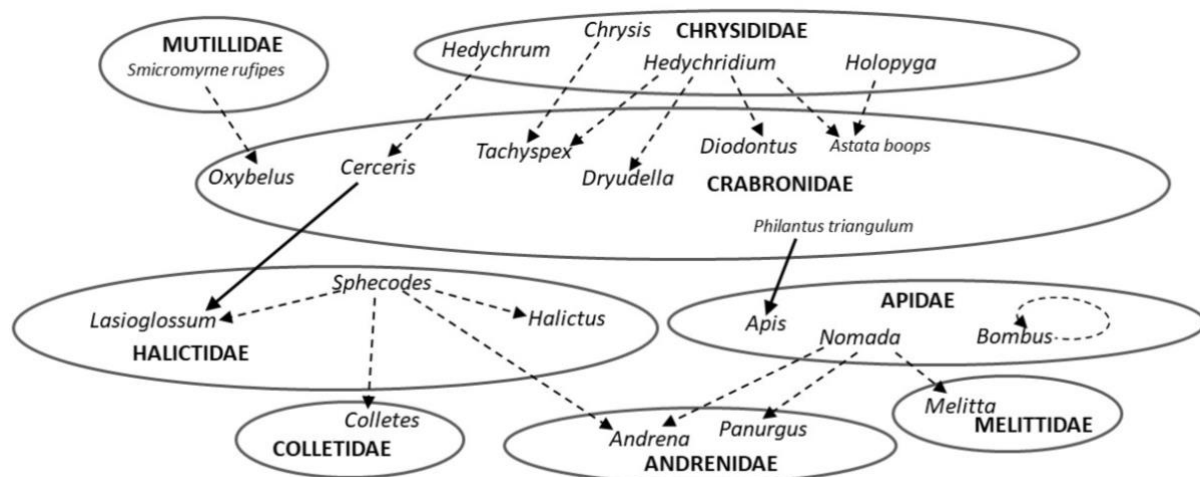 MUTILLIDAE
Smicromyrne rufipes
Chrysis
CHRYSIDIDAE
Hedychrum
Hedychridium
Holopyga
Oxybelus
Cerceris
Tachyspex
Dryudella
Diodontus
Astata boops
CRABRONIDAE
Philantus triangulum
Sphecodes
Lasioglossum
Halictus
HALICTIDAE
APIDAE
Apis
Nomada
Bombus
Colletes
COLLETIDAE
Andrena
Panurgus
ANDRENIDAE
Melitta
MELITTIDAE